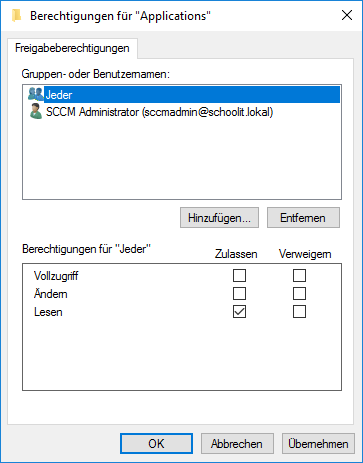 Berechtigungen für "Applications"
Freigabeberechtigungen
Gruppen- oder Benutzernamen:
Jeder
SCCM Administrator (sccmadmin@schoolit.lokal)
Hinzufügen... Entfernen
Berechtigungen für "Jeder" Zulassen Verweigern
Vollzugriff
Ändern
Lesen
OK Abbrechen Übernehmen